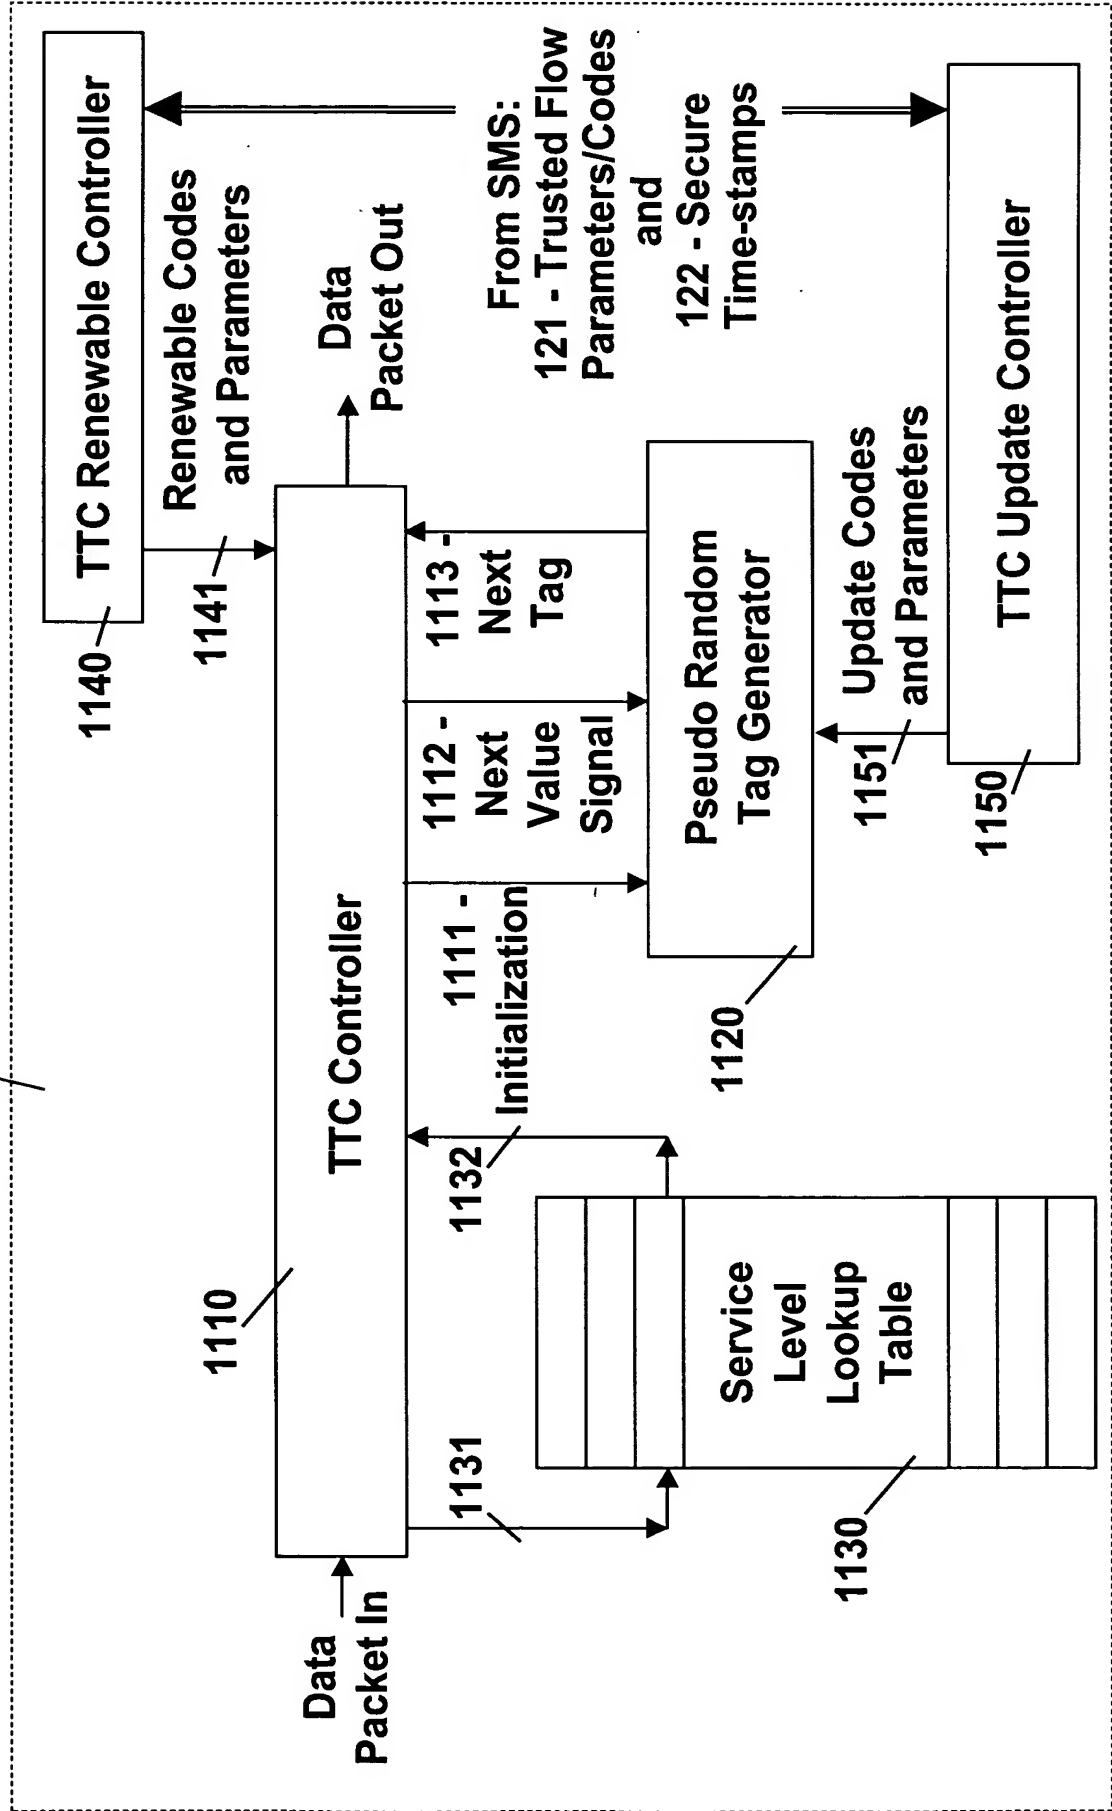 TTC Renewable Controller
1140
Renewable Codes
and Parameters
1141
Data
Packet Out
Data
Packet In
1110
TTC Controller
From SMS:
121 - Trusted Flow
Parameters/Codes
and
122 - Secure
Time-stamps
1131
1132
1111 -
Initialization
1112 -
Next
Value
Signal
1113 -
Next
Tag
Service
Level
Lookup
Table
1130
Pseudo Random
Tag Generator
1120
Update Codes
and Parameters
1151
TTC Update Controller
1150